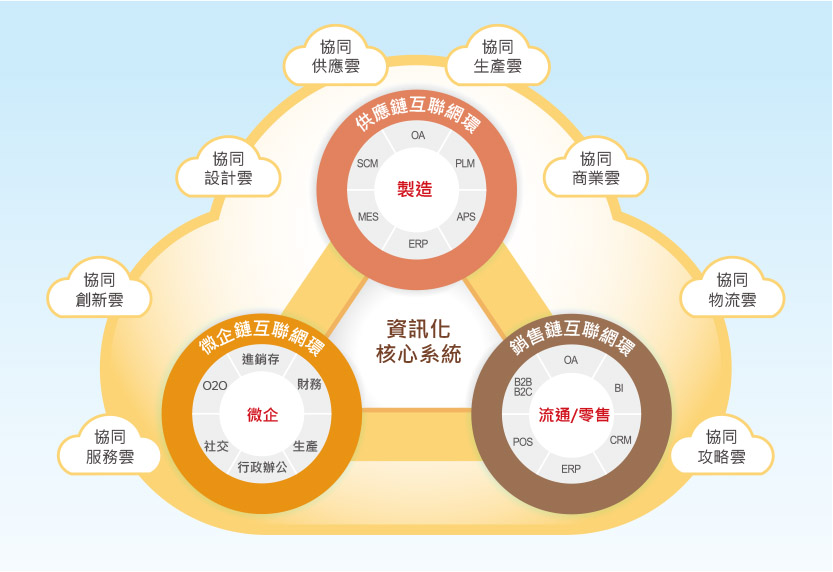 協同
供應雲
協同
生產雲
協同
設計雲
協同
商業雲
協同
創新雲
協同
物流雲
協同
服務雲
協同
攻略雲
供應鏈互聯網環
OA
SCM
PLM
製造
MES
APS
ERP
資訊化
核心系統
微企鏈互聯網環
進銷存
O2O
財務
微企
社交
生產
行政辦公
銷售鏈互聯網環
OA
B2B
B2C
BI
流通/零售
POS
CRM
ERP